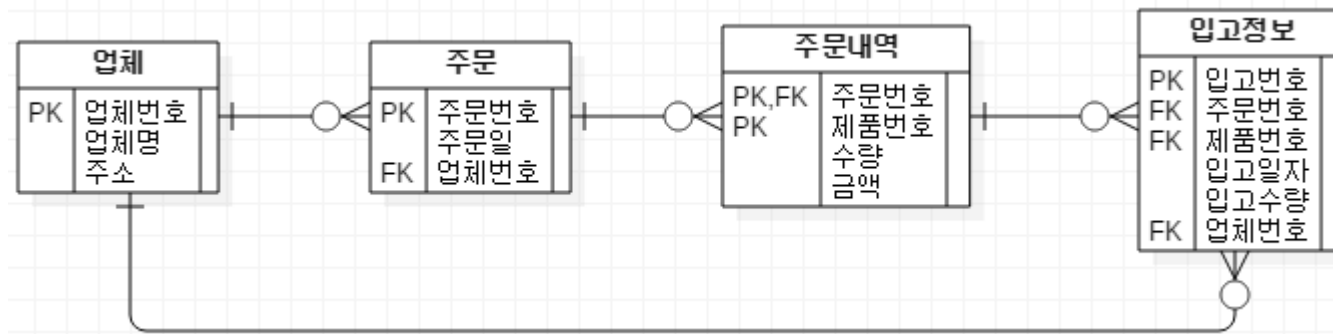 업체
PK 업체번호
업체명
주소
주문
PK 주문번호
주문일
FK 업체번호
주문내역
PK,FK 주문번호
PK 제품번호
수량
금액
입고정보
PK 입고번호
FK 주문번호
FK 제품번호
입고일자
입고수량
FK 업체번호